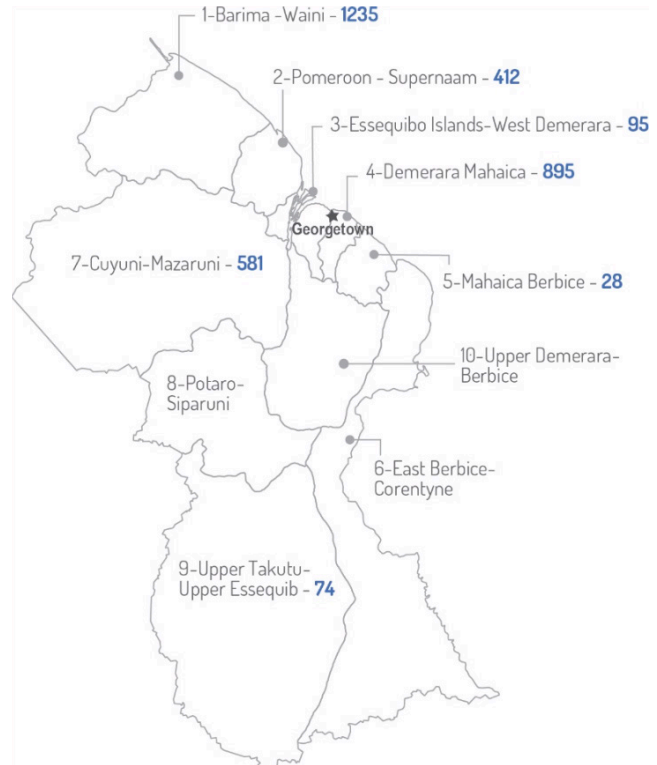 1-Barima -Waini - 1235
2-Pomeroon - Supernaam - 412
3-Essequibo Islands-West Demerara - 95
4-Demerara Mahaica - 895
Georgetown
7-Cuyuni-Mazaruni - 581
5-Mahaica Berbice - 28
10-Upper Demerara-
Berbice
8-Potaro-
Siparuni
6-East Berbice-
Corentyne
9-Upper Takutu-
Upper Essequib - 74